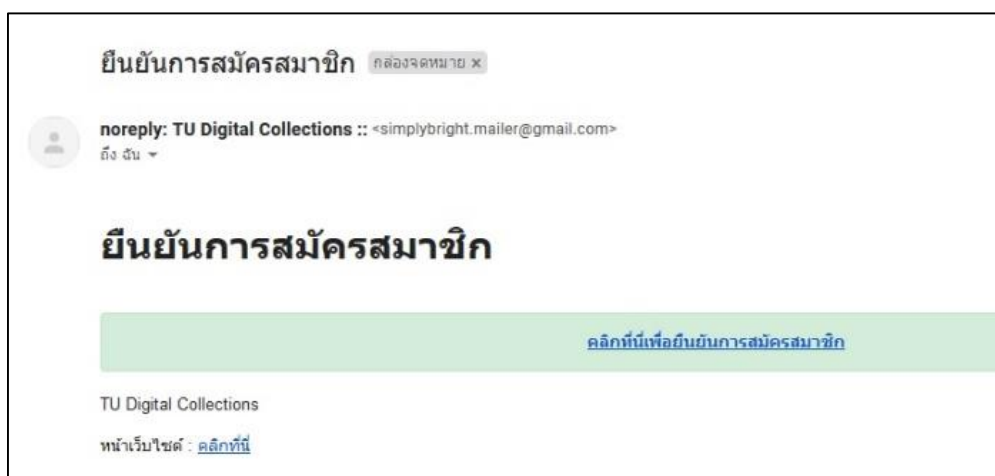 ยืนยันการสมัครสมาชิก กล่องจดหมาย x
noreply: TU Digital Collections :: <simplybright.mailer@gmail.com>
ถึง ฉัน
ยืนยันการสมัครสมาชิก
คลิกที่นี่เพื่อยืนยันการสมัครสมาชิก
TU Digital Collections
หน้าเว็บไซต์ : คลิกที่นี่